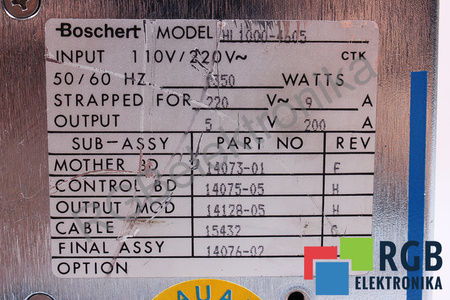 Boschert MODEL HL1000-4605
INPUT 110V/220V~ CTK
50/60 HZ. 1350 WATTS
STRAPPED FOR 220 V~ 9 A
OUTPUT 5 V 200 A
SUB-ASSY PART NO REV
MOTHER BD 14073-01 F
CONTROL BD 14075-05 H
OUTPUT MOD 14128-05 H
CABLE 15432 G
FINAL ASSY 14076-02
OPTION
RGB
ELEKTRONIKA